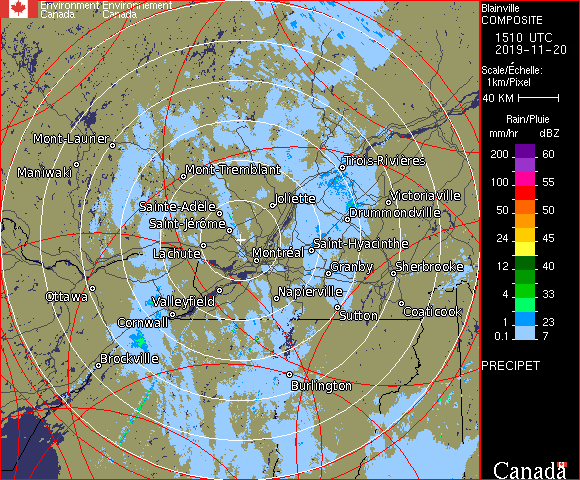 Environment Environnement
Canada Canada
Blainville
COMPOSITE
1510 UTC
2019-11-20
Scale/Échelle:
1km/Pixel
40 KM
Rain/Pluie
mm/hr dBZ
200 60
100 55
50 50
24 45
12 40
4 33
1 23
0.1 7
PRECIPET
Canada
Mont-Laurier
Maniwaki
Mont-Tremblant
Trois-Rivières
Joliette
Victoriaville
Sainte-Adèle
Drummondville
Saint-Jérôme
Lachute
Saint-Hyacinthe
Montréal
Granby
Sherbrooke
Ottawa
Valleyfield
Napierville
Cornwall
Sutton
Coaticook
Brockville
Burlington